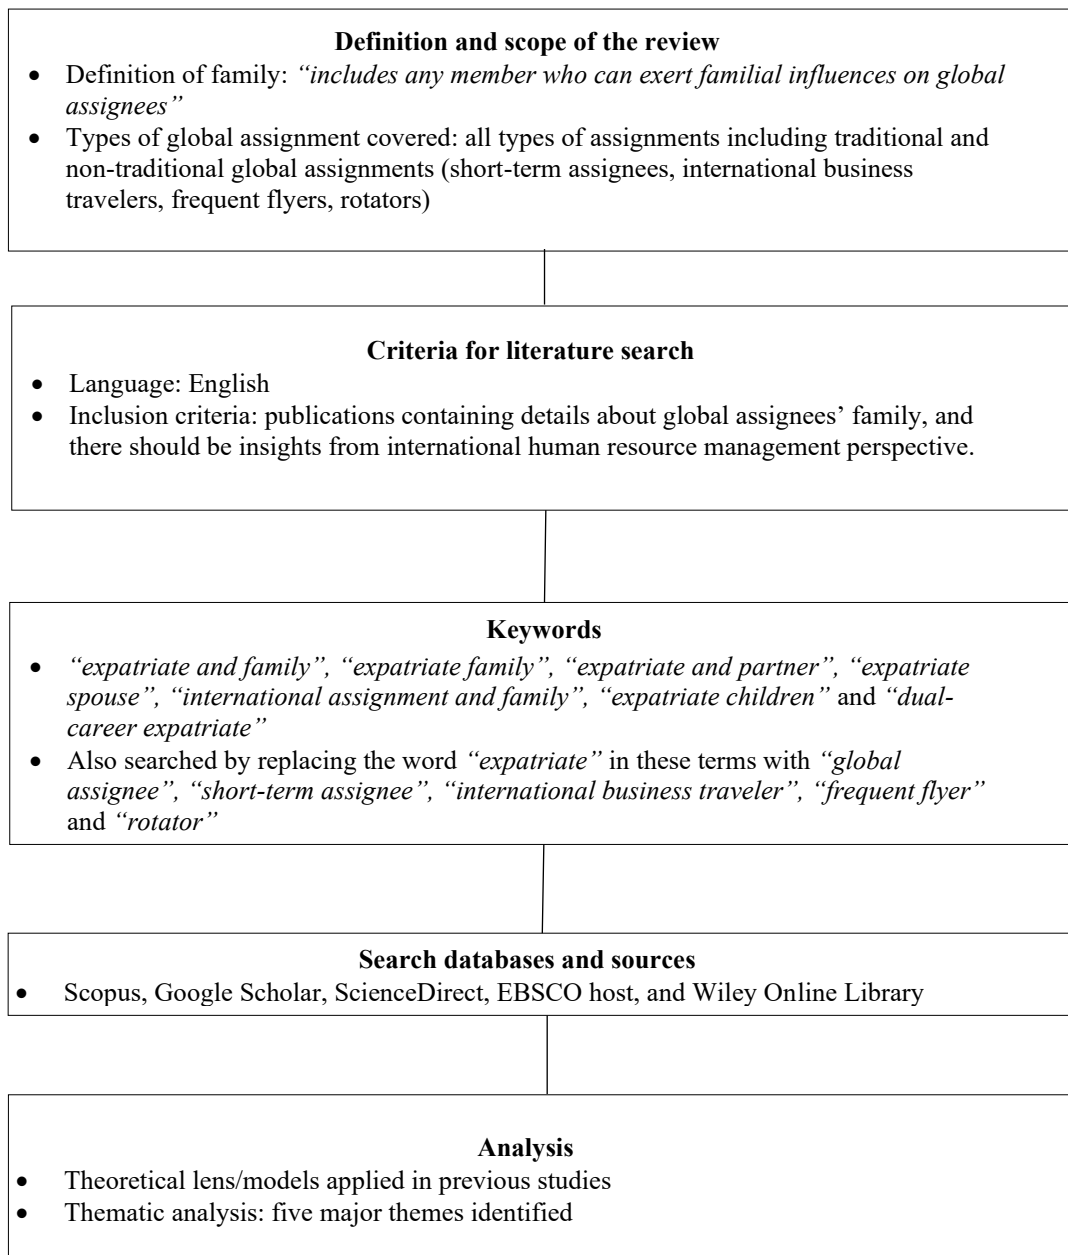 Definition and scope of the review
• Definition of family: “includes any member who can exert familial influences on global
assignees”
• Types of global assignment covered: all types of assignments including traditional and
non-traditional global assignments (short-term assignees, international business
travelers, frequent flyers, rotators)
Criteria for literature search
• Language: English
• Inclusion criteria: publications containing details about global assignees’ family, and
there should be insights from international human resource management perspective.
Keywords
• “expatriate and family”, “expatriate family”, “expatriate and partner”, “expatriate
spouse”, “international assignment and family”, “expatriate children” and “dual-
career expatriate”
• Also searched by replacing the word “expatriate” in these terms with “global
assignee”, “short-term assignee”, “international business traveler”, “frequent flyer”
and “rotator”
Search databases and sources
• Scopus, Google Scholar, ScienceDirect, EBSCO host, and Wiley Online Library
Analysis
• Theoretical lens/models applied in previous studies
• Thematic analysis: five major themes identified